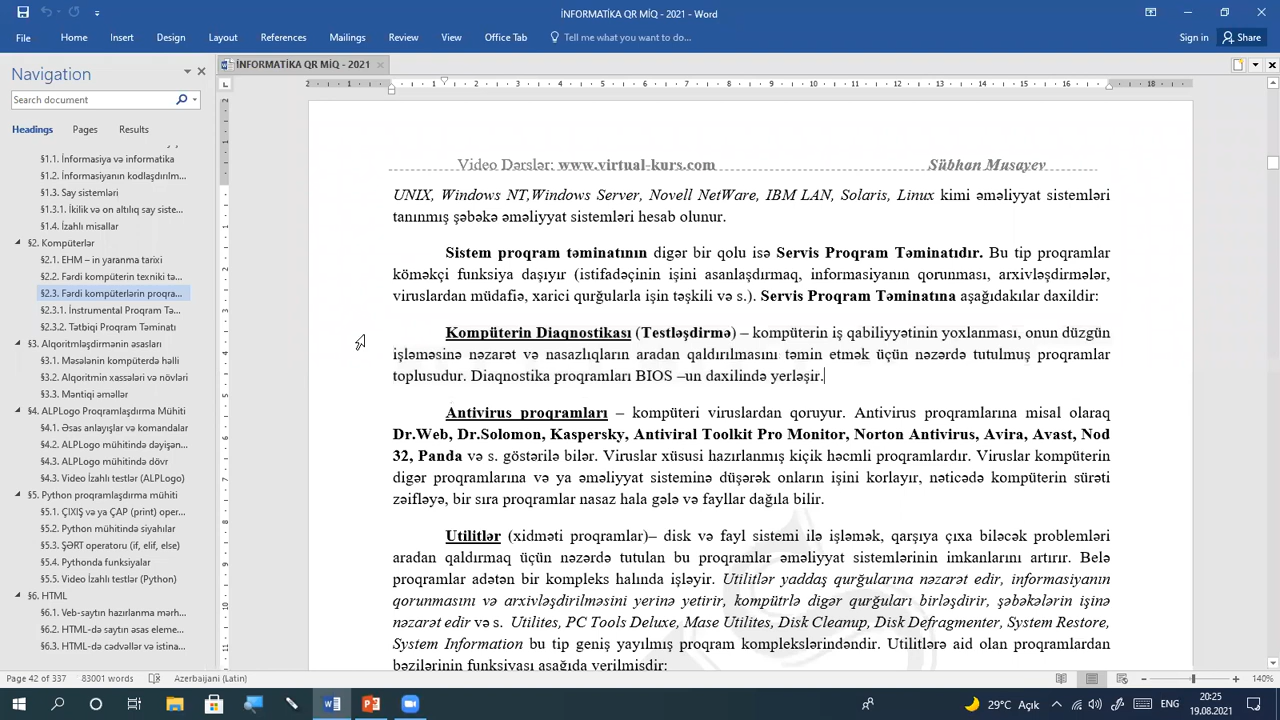 İNFORMATİKA QR MİQ - 2021 - Word
File Home Insert Design Layout References Mailings Review View Office Tab Tell me what you want to do... Sign in Share
İNFORMATİKA QR MİQ - 2021
Navigation
Search document
Headings Pages Results
§1.1. İnformasiya və informatika
§1.2. İnformasiyanın kodlaşdırılm...
§1.3. Say sistemləri
§1.3.1. İkilik və on altılıq say siste...
§1.4. İzahlı misallar
§2. Kompüterlər
§2.1. EHM – in yaranma tarixi
§2.2. Fərdi kompüterin texniki tə...
§2.3. Fərdi kompüterlərin proqra...
§2.3.1. İnstrumental Proqram Tə...
§2.3.2. Tətbiqi Proqram Təminatı
§3. Alqoritmləşdirmənin əsasları
§3.1. Məsələnin kompüterdə həlli
§3.2. Alqoritmin xassələri və növləri
§3.3. Məntiqi əməllər
§4. ALPLogo Proqramlaşdırma Mühiti
§4.1. Əsas anlayışlar və komandalar
§4.2. ALPLogo mühitində dəyişən...
§4.3. ALPLogo mühitində dövr
§4.3. Video İzahlı testlər (ALPLogo)
§5. Python proqramlaşdırma mühiti
§5.1. ÇIXIŞ və ya ÇAP (print) oper...
§5.2. Python mühitində siyahılar
§5.3. ŞƏRT operatoru (if, elif, else)
§5.4. Pythonda funksiyalar
§5.5. Video İzahlı testlər (Python)
§6. HTML
§6.1. Veb-saytın hazırlanma mərh...
§6.2. HTML-də saytın əsas eleme...
§6.3. HTML-də cədvəllər və istina...
Video Dərslər: www.virtual-kurs.com Sübhan Musayev
UNIX, Windows NT,Windows Server, Novell NetWare, IBM LAN, Solaris, Linux kimi əməliyyat sistemləri
tanınmış şəbəkə əməliyyat sistemləri hesab olunur.
Sistem proqram təminatının digər bir qolu isə Servis Proqram Təminatıdır. Bu tip proqramlar
köməkçi funksiya daşıyır (istifadəçinin işini asanlaşdırmaq, informasiyanın qorunması, arxivləşdirmələr,
viruslardan müdafiə, xarici qurğularla işin təşkili və s.). Servis Proqram Təminatına aşağıdakılar daxildir:
Kompüterin Diaqnostikası (Testləşdirmə) – kompüterin iş qabiliyyətinin yoxlanması, onun düzgün
işləməsinə nəzarət və nasazlıqların aradan qaldırılmasını təmin etmək üçün nəzərdə tutulmuş proqramlar
toplusudur. Diaqnostika proqramları BIOS –un daxilində yerləşir.
Antivirus proqramları – kompüteri viruslardan qoruyur. Antivirus proqramlarına misal olaraq
Dr.Web, Dr.Solomon, Kaspersky, Antiviral Toolkit Pro Monitor, Norton Antivirus, Avira, Avast, Nod
32, Panda və s. göstərilə bilər. Viruslar xüsusi hazırlanmış kiçik həcmli proqramlardır. Viruslar kompüterin
digər proqramlarına və ya əməliyyat sisteminə düşərək onların işini korlayır, nəticədə kompüterin sürəti
zəifləyə, bir sıra proqramlar nasaz hala gələ və fayllar dağıla bilir.
Utilitlər (xidməti proqramlar)– disk və fayl sistemi ilə işləmək, qarşıya çıxa biləcək problemləri
aradan qaldırmaq üçün nəzərdə tutulan bu proqramlar əməliyyat sistemlərinin imkanlarını artırır. Belə
proqramlar adətən bir kompleks halında işləyir. Utilitlər yaddaş qurğularına nəzarət edir, informasiyanın
qorunmasını və arxivləşdirilməsini yerinə yetirir, kompütrlə digər qurğuları birləşdirir, şəbəkələrin işinə
nəzarət edir və s. Utilites, PC Tools Deluxe, Mase Utilites, Disk Cleanup, Disk Defragmenter, System Restore,
System Information bu tip geniş yayılmış proqram komplekslərindəndir. Utilitlərə aid olan proqramlardan
bəzilərinin funksiyası aşağıda verilmişdir:
Page 42 of 337 83001 words Azerbaijani (Latin) 140%
29°C Açık ENG 20:25
19.08.2021